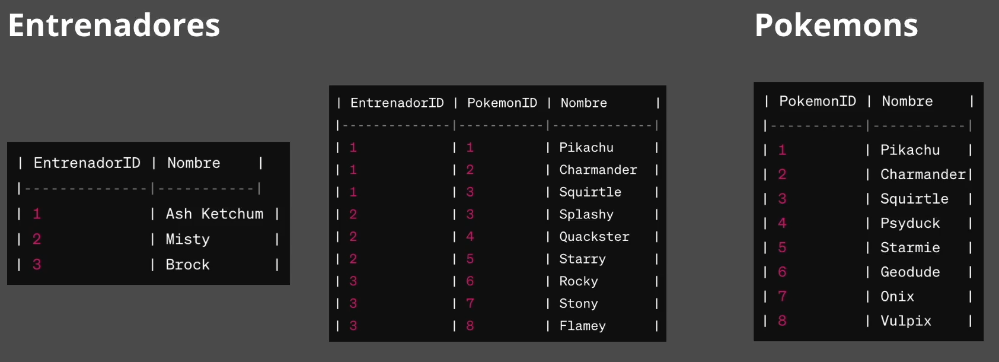 Entrenadores
| EntrenadorID | Nombre    |
|--------------|-----------|
| 1            | Ash Ketchum |
| 2            | Misty       |
| 3            | Brock       |
| EntrenadorID | PokemonID | Nombre      |
|--------------|-----------|-------------|
| 1            | 1         | Pikachu     |
| 1            | 2         | Charmander  |
| 1            | 3         | Squirtle    |
| 2            | 3         | Splashy     |
| 2            | 4         | Quackster   |
| 2            | 5         | Starry      |
| 3            | 6         | Rocky       |
| 3            | 7         | Stony       |
| 3            | 8         | Flamey      |
Pokemons
| PokemonID | Nombre    |
|-----------|-----------|
| 1         | Pikachu   |
| 2         | Charmander|
| 3         | Squirtle  |
| 4         | Psyduck   |
| 5         | Starmie   |
| 6         | Geodude   |
| 7         | Onix      |
| 8         | Vulpix    |